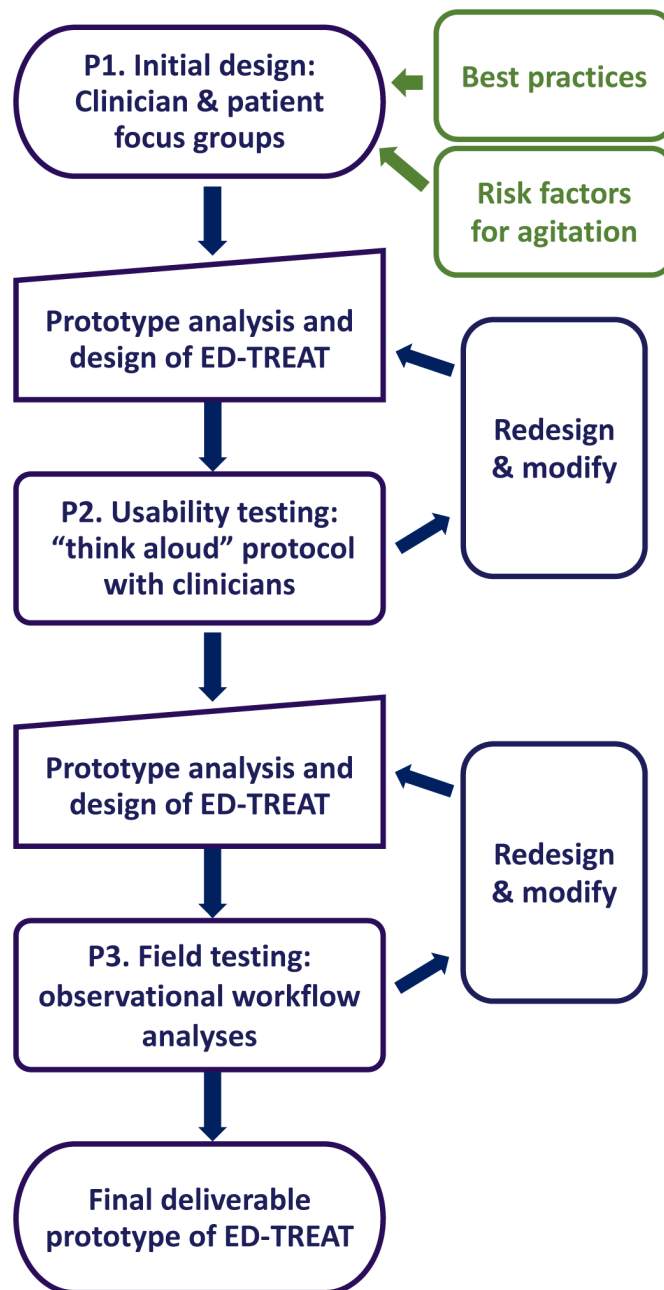 P1. Initial design:
Clinician & patient
focus groups
Best practices
Risk factors
for agitation
Prototype analysis and
design of ED-TREAT
Redesign
& modify
P2. Usability testing:
“think aloud” protocol
with clinicians
Prototype analysis and
design of ED-TREAT
Redesign
& modify
P3. Field testing:
observational workflow
analyses
Final deliverable
prototype of ED-TREAT